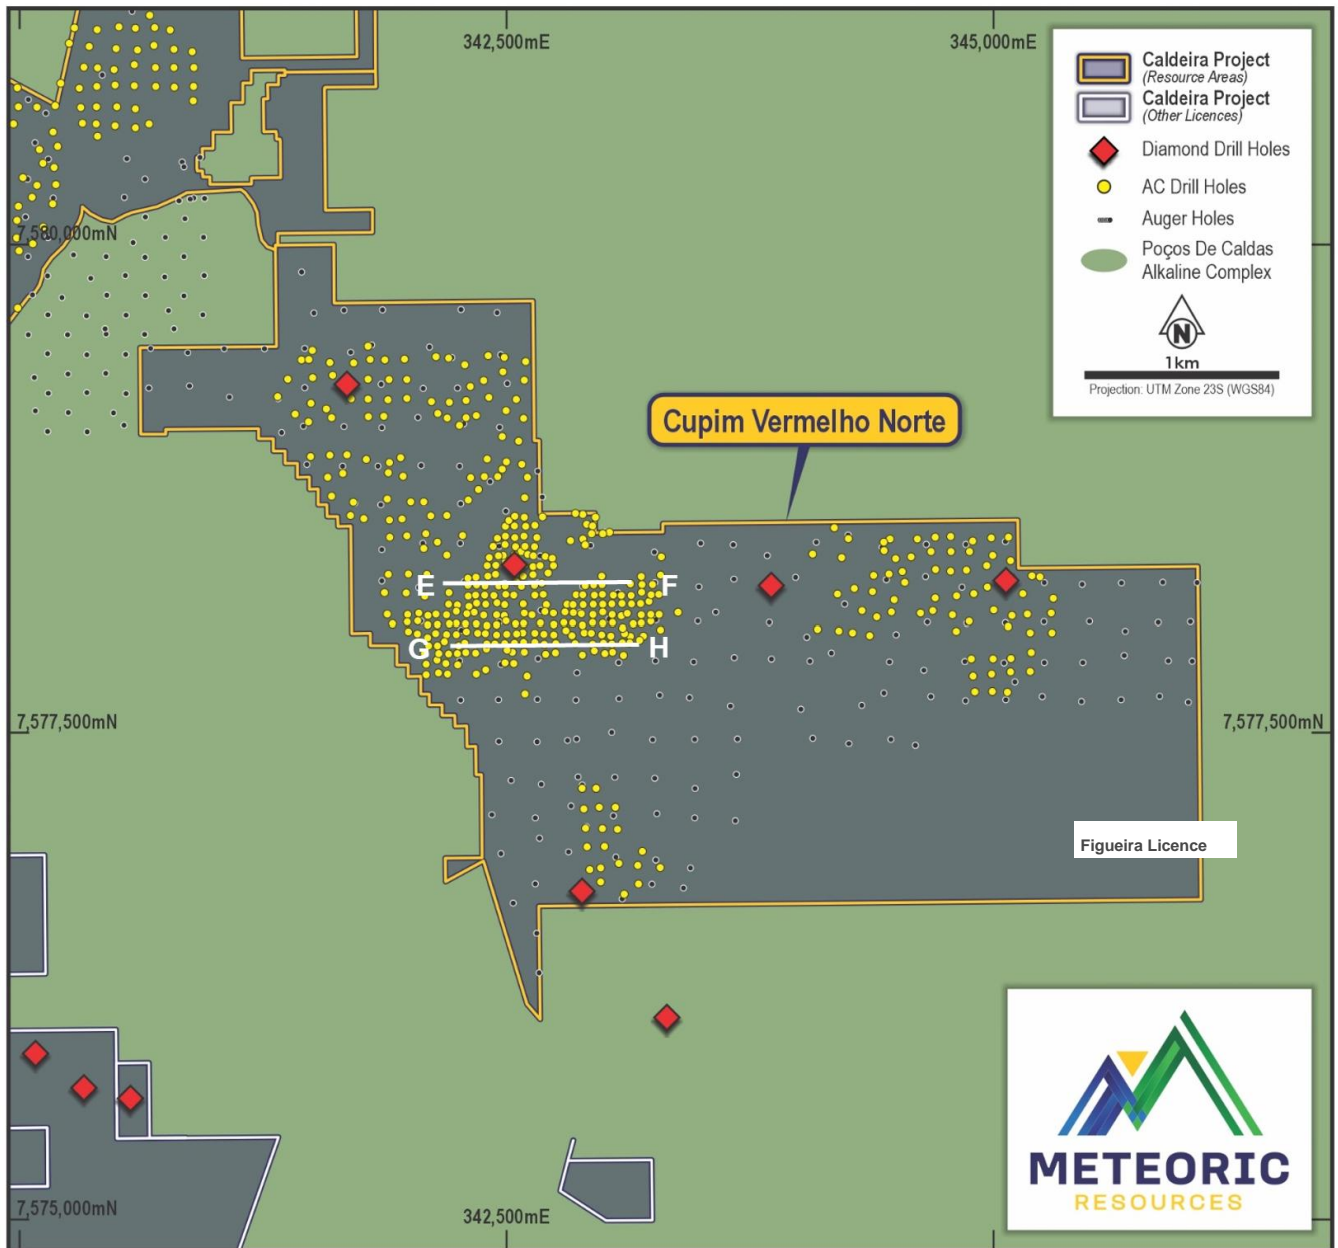 342,500mE
345,000mE
Caldeira Project
(Resource Areas)
Caldeira Project
(Other Licences)
Diamond Drill Holes
AC Drill Holes
Auger Holes
Poços De Caldas
Alkaline Complex
N
1km
Projection: UTM Zone 23S (WGS84)
7,580,000mN
Cupim Vermelho Norte
E
F
G
H
7,577,500mN
7,577,500mN
Figueira Licence
METEORIC
RESOURCES
7,575,000mN
342,500mE